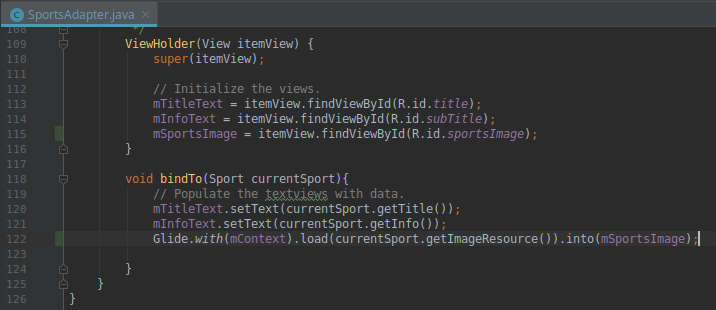 SportsAdapter.java
108 */
109 ViewHolder(View itemView) {
110 super(itemView);
111
112 // Initialize the views.
113 mTitleText = itemView.findViewById(R.id.title);
114 mInfoText = itemView.findViewById(R.id.subTitle);
115 mSportsImage = itemView.findViewById(R.id.sportsImage);
116 }
117
118 void bindTo(Sport currentSport){
119 // Populate the textviews with data.
120 mTitleText.setText(currentSport.getTitle());
121 mInfoText.setText(currentSport.getInfo());
122 Glide.with(mContext).load(currentSport.getImageResource()).into(mSportsImage);
123
124 }
125 }
126 }